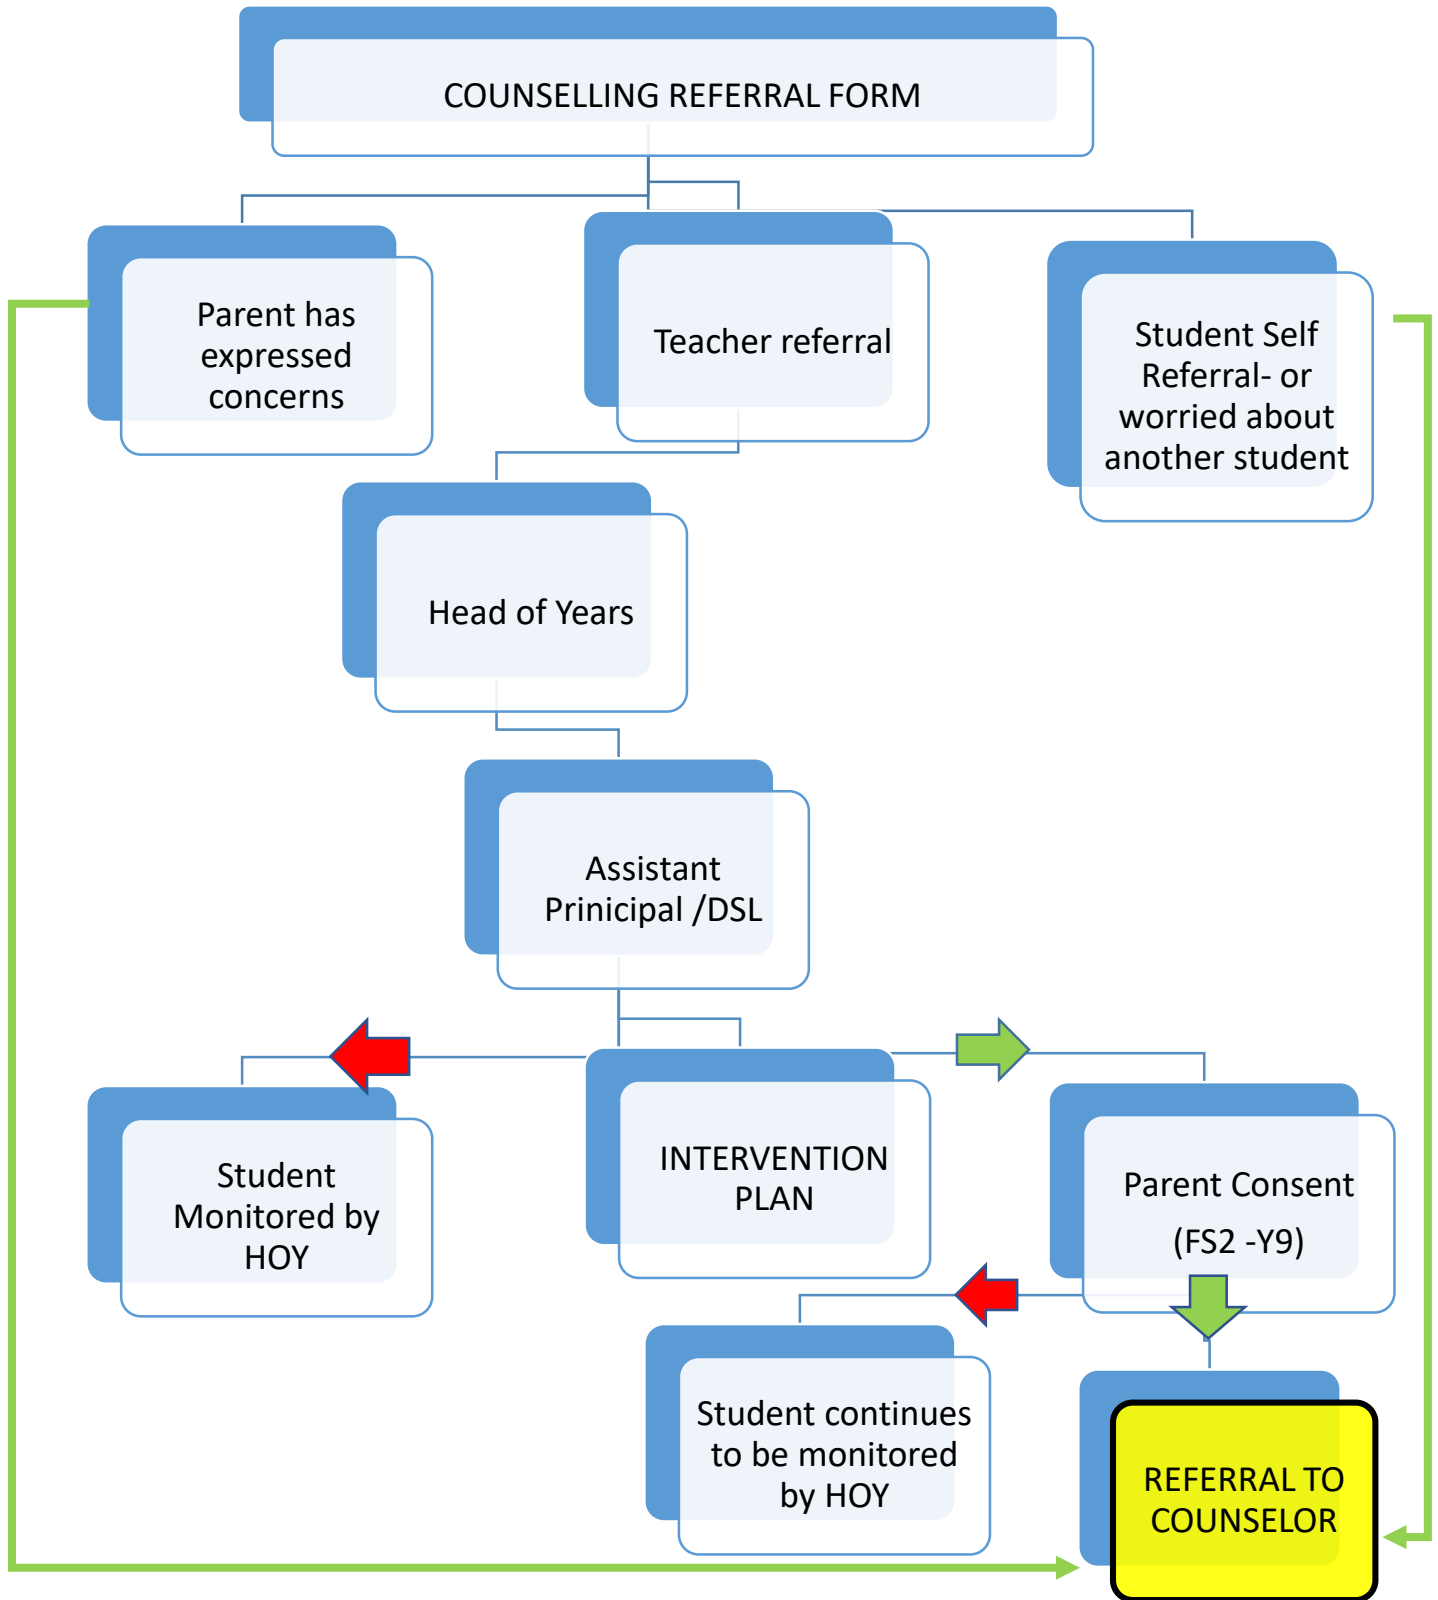 COUNSELLING REFERRAL FORM
Parent has
expressed
concerns
Teacher referral
Student Self
Referral- or
worried about
another student
Head of Years
Assistant
Prinicipal /DSL
Student
Monitored by
HOY
INTERVENTION
PLAN
Parent Consent
(FS2 -Y9)
Student continues
to be monitored
by HOY
REFERRAL TO
COUNSELOR